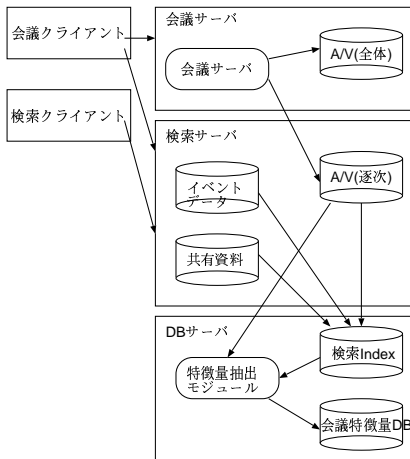 会議クライアント
検索クライアント
会議サーバ
会議サーバ
A/V(全体)
検索サーバ
イベント
データ
A/V(逐次)
共有資料
DBサーバ
特徴量抽出
モジュール
検索Index
会議特徴量DB